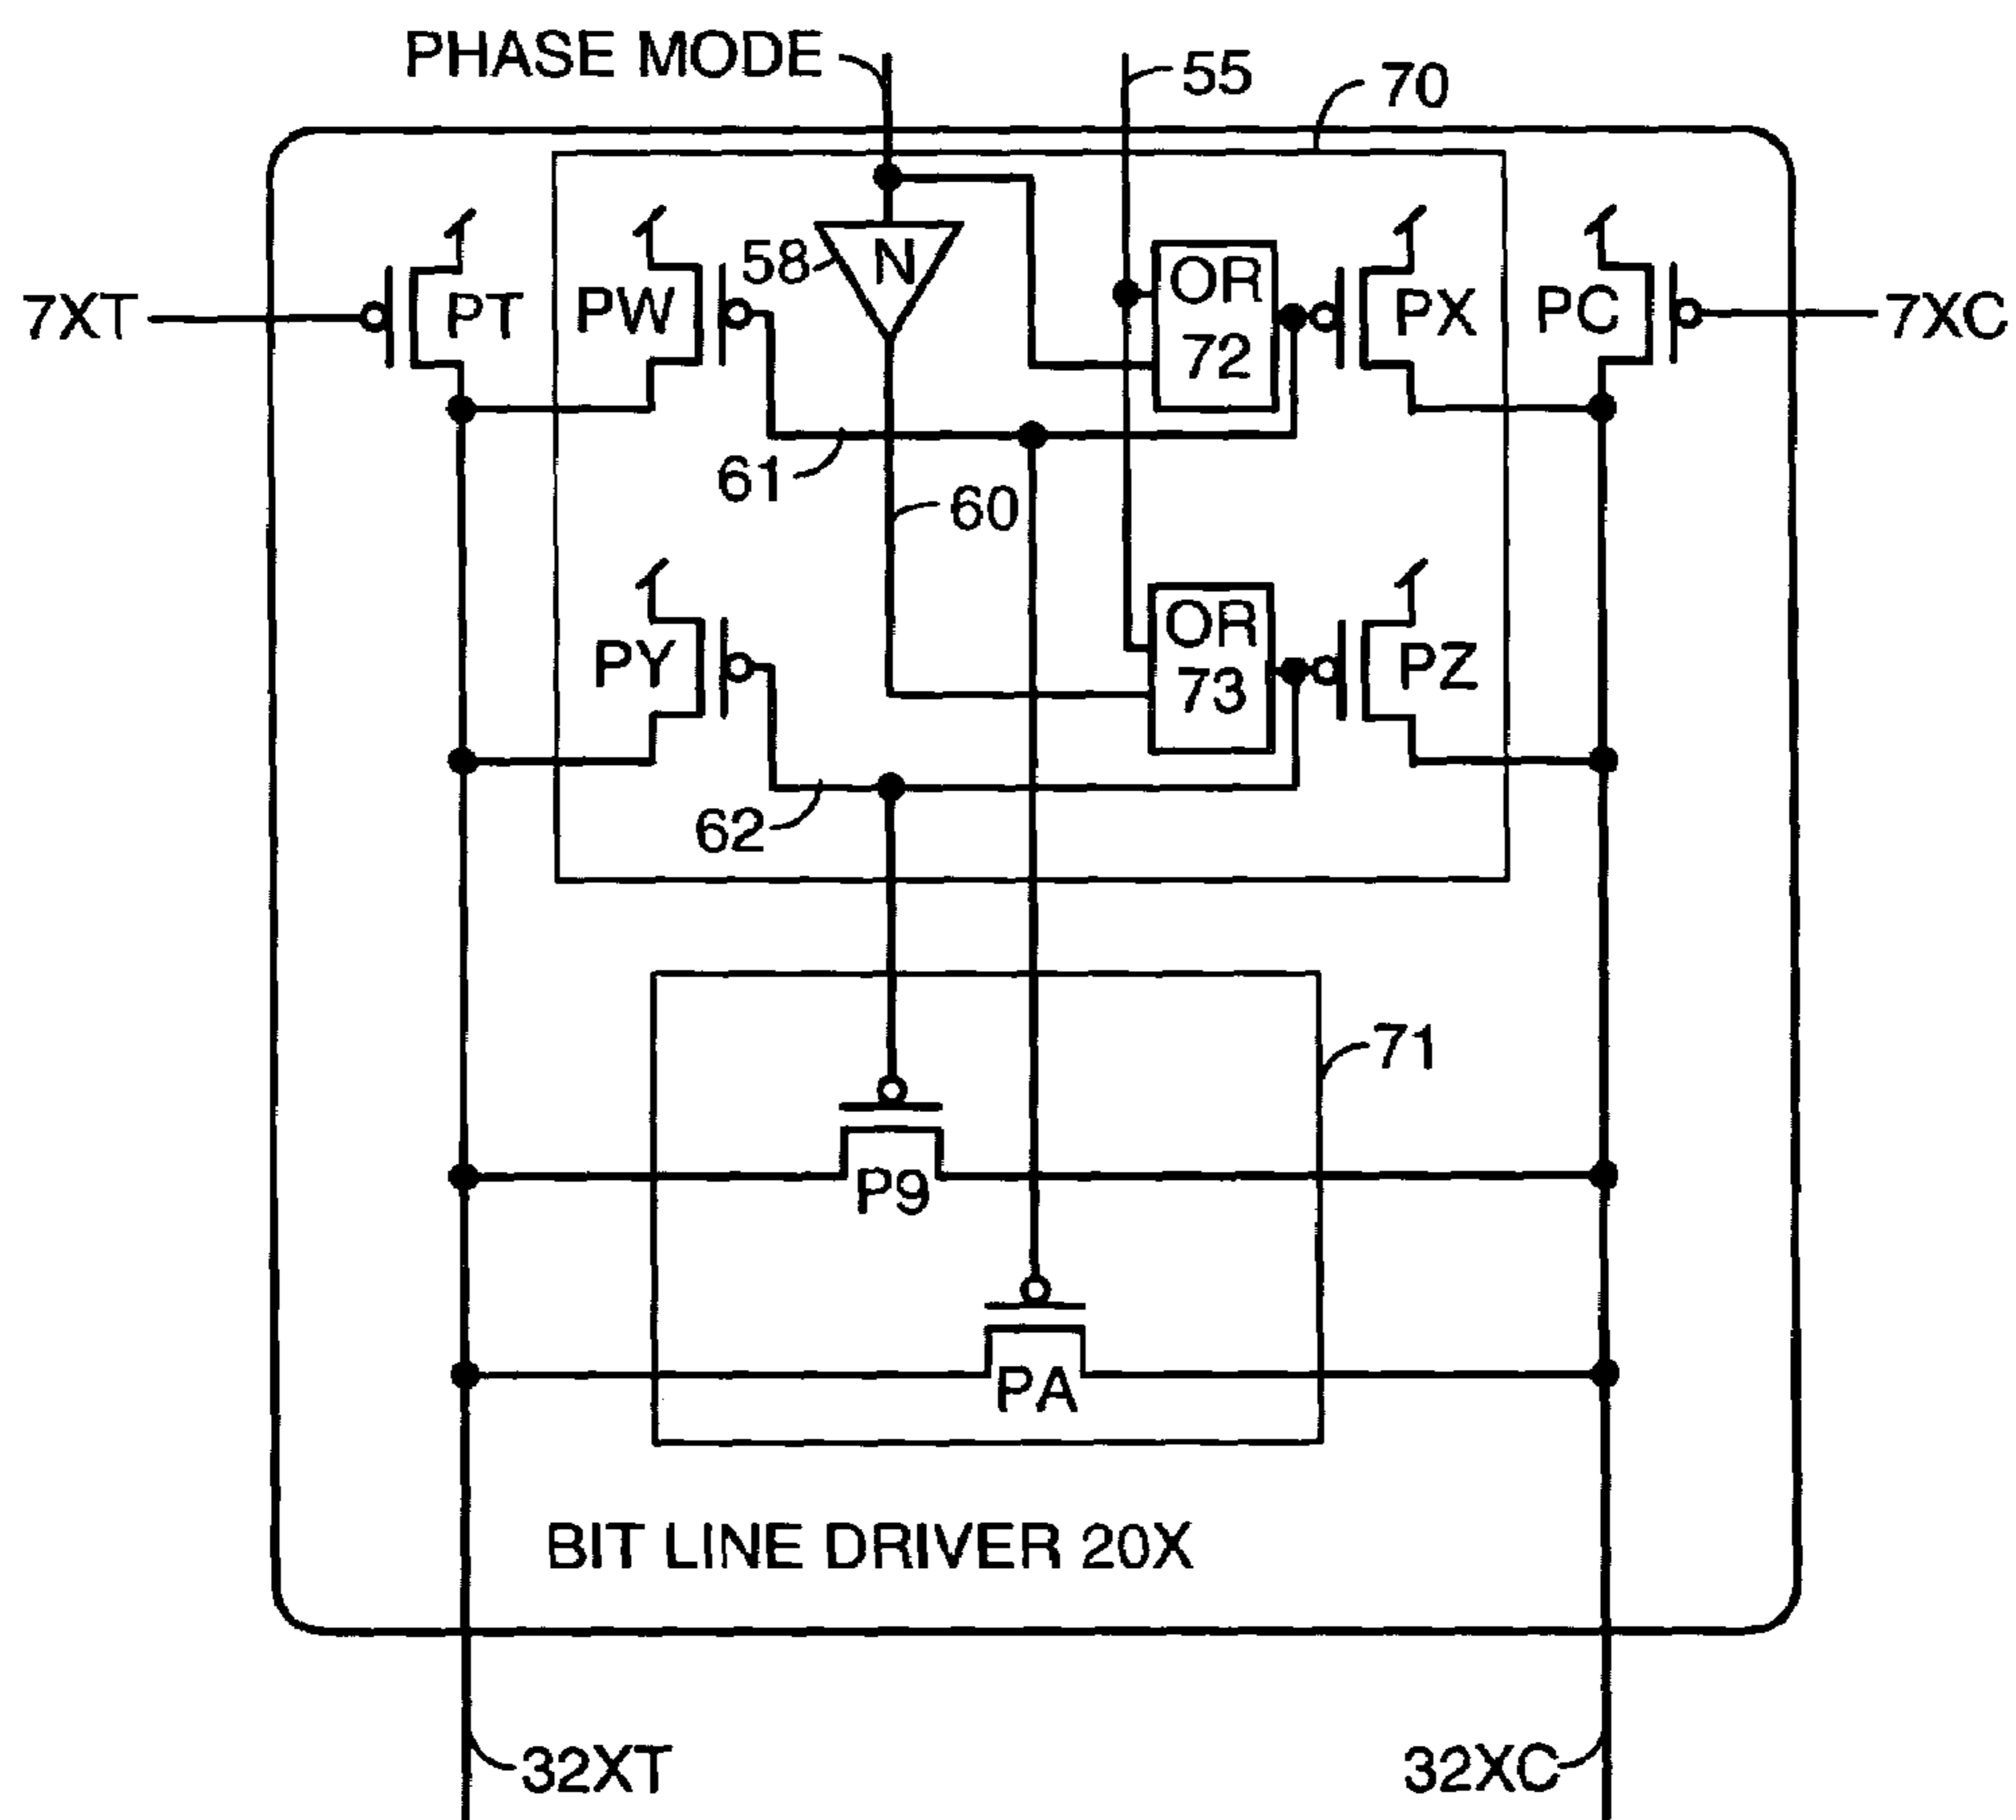 PHASE MODE
55
70
7XT
PT
PW
58
N
OR
72
PX
PC
7XC
61
60
PY
OR
73
PZ
62
71
P9
PA
BIT LINE DRIVER 20X
32XT
32XC